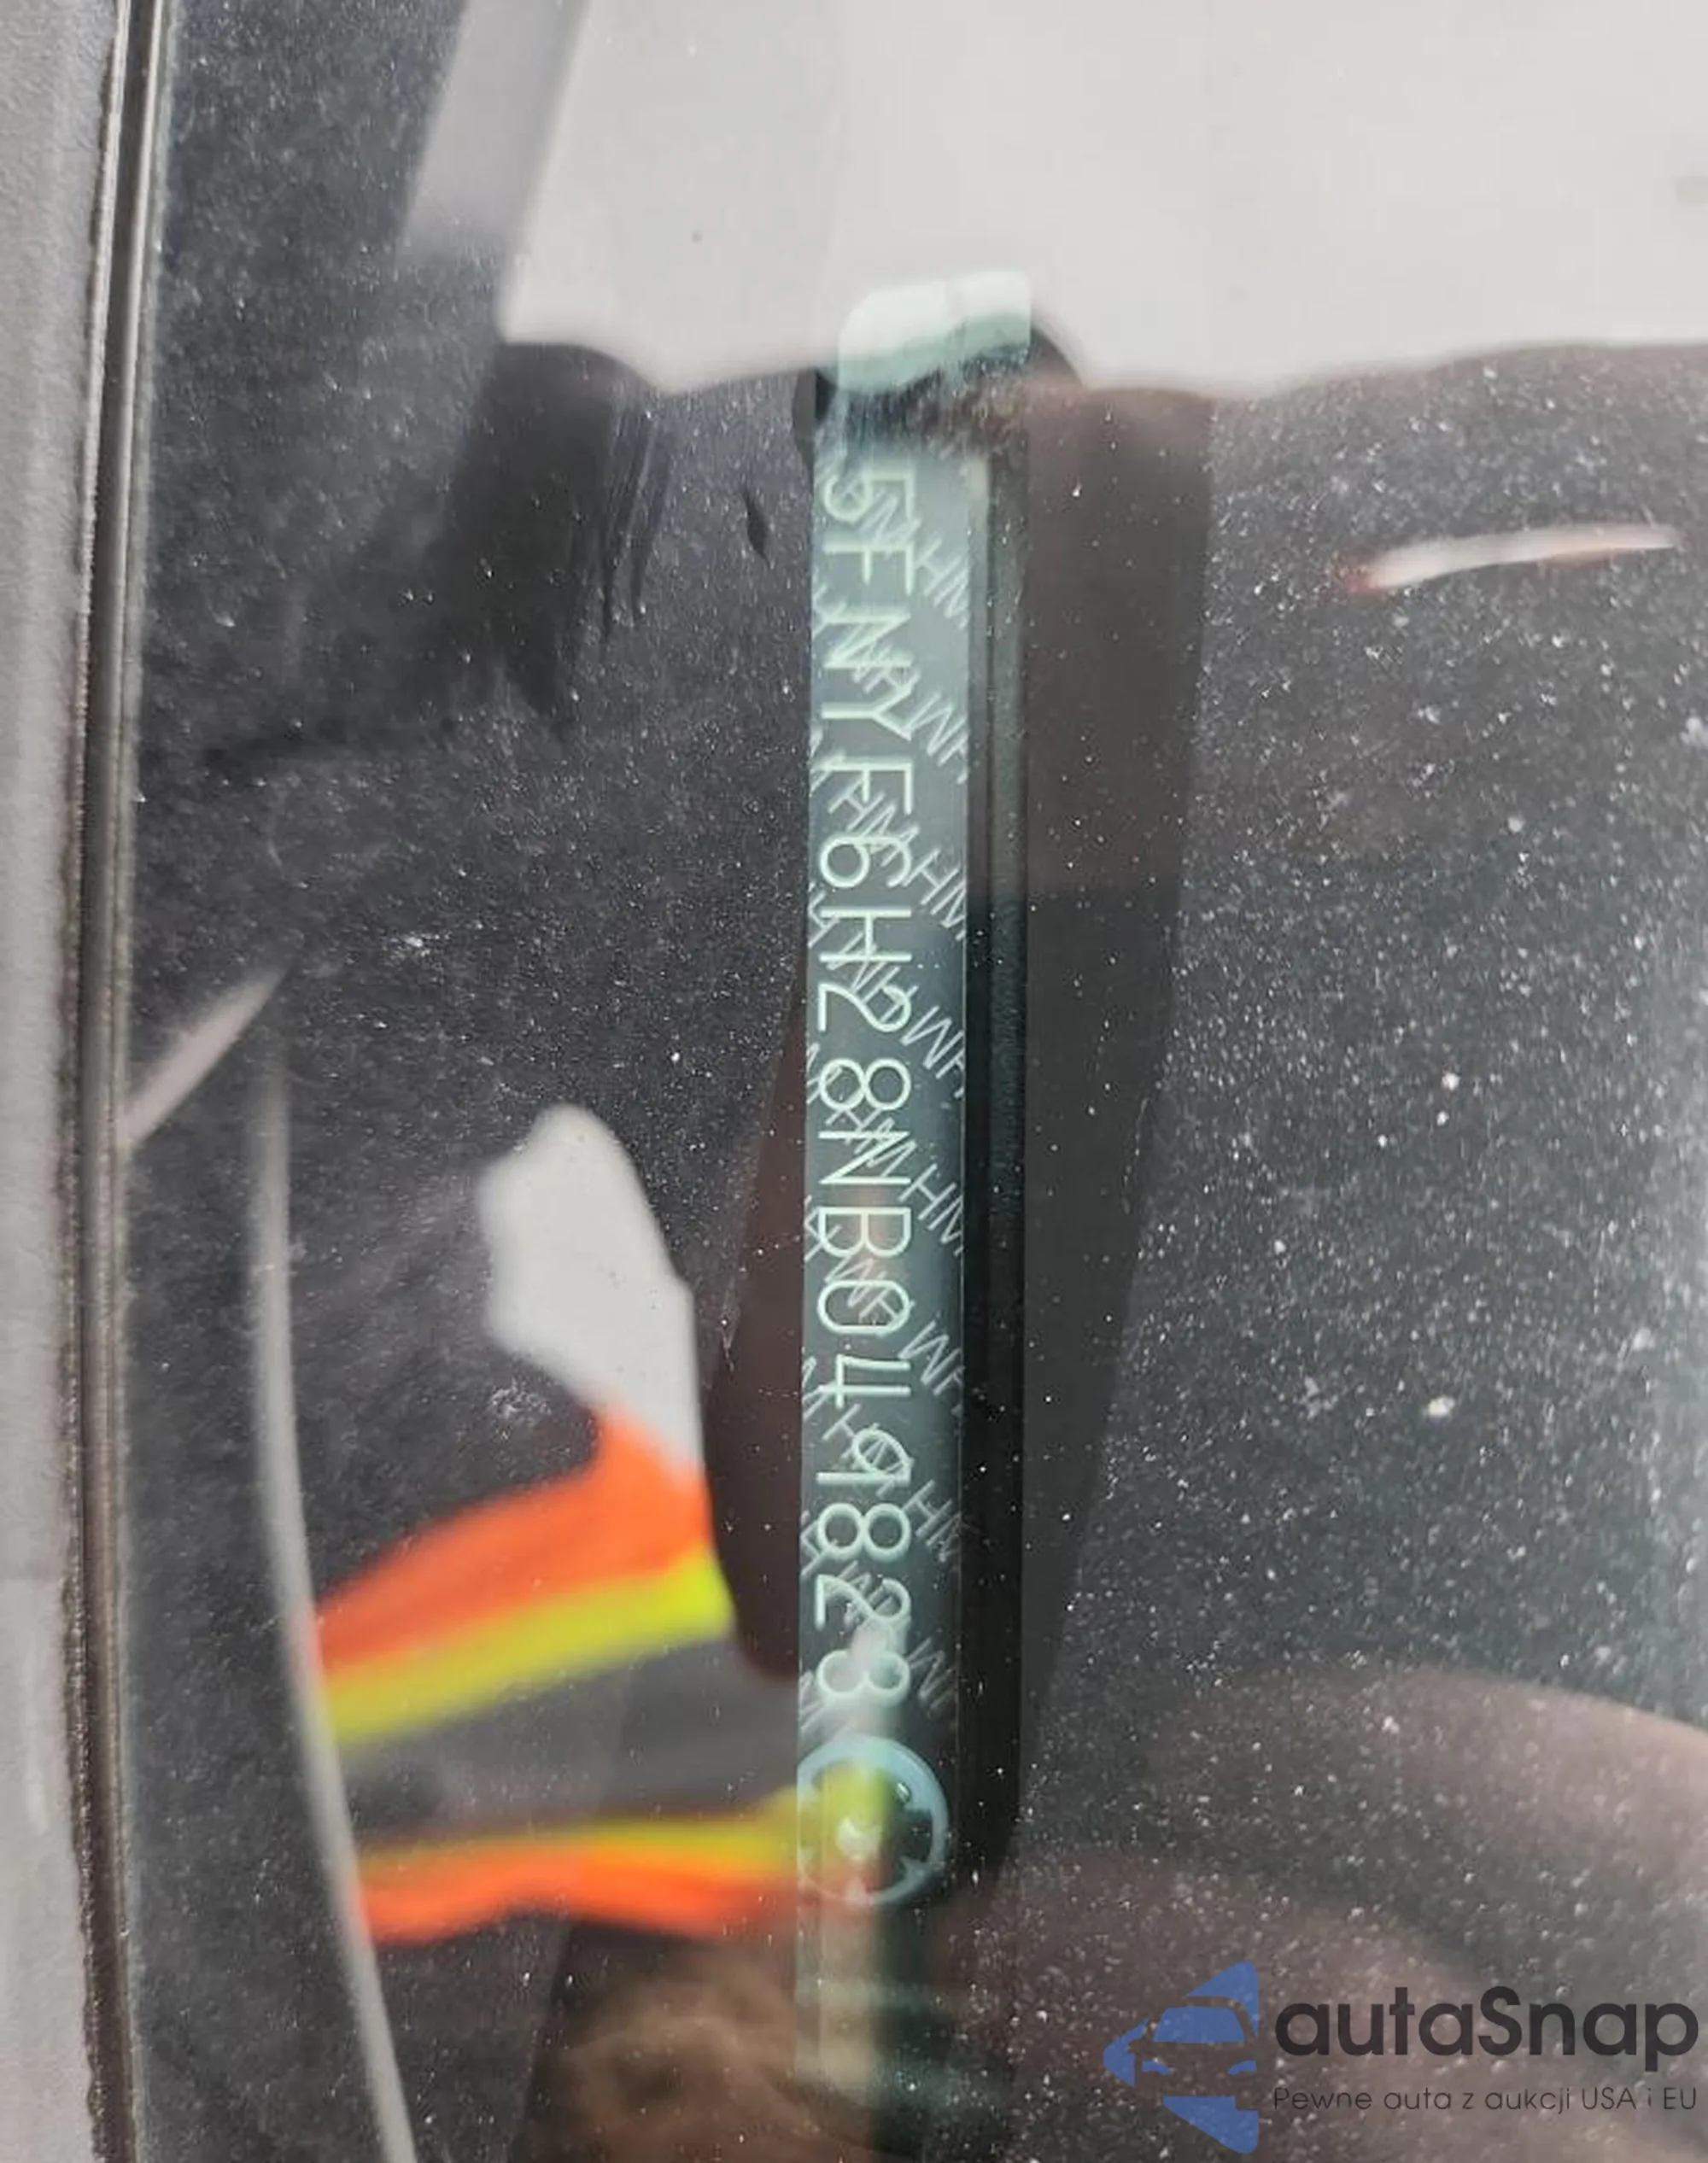 5FNYF6H28NB049823
autaSnap
Pewne auta z aukcji USA i EU